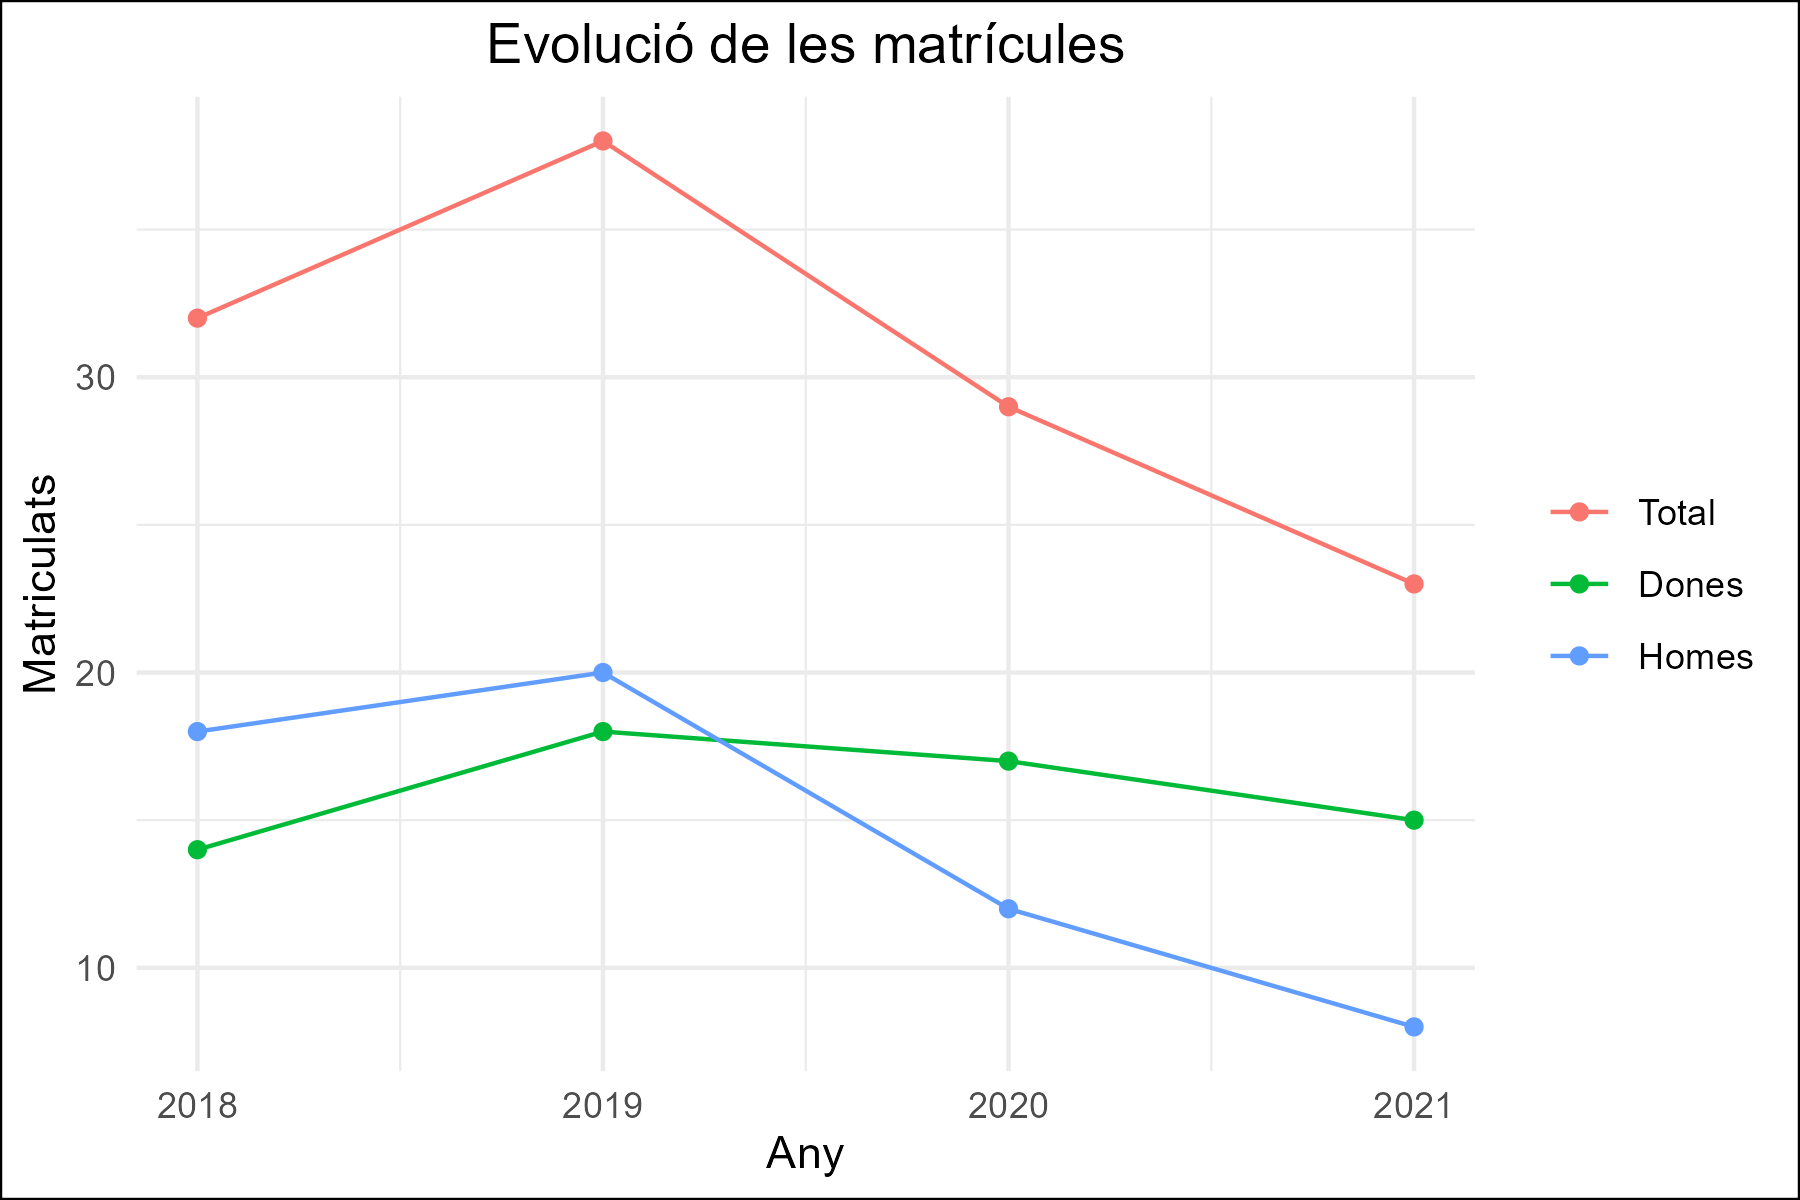 Evolució de les matrícules
Matriculats
30
20
10
2018
2019
2020
2021
Any
Total
Dones
Homes